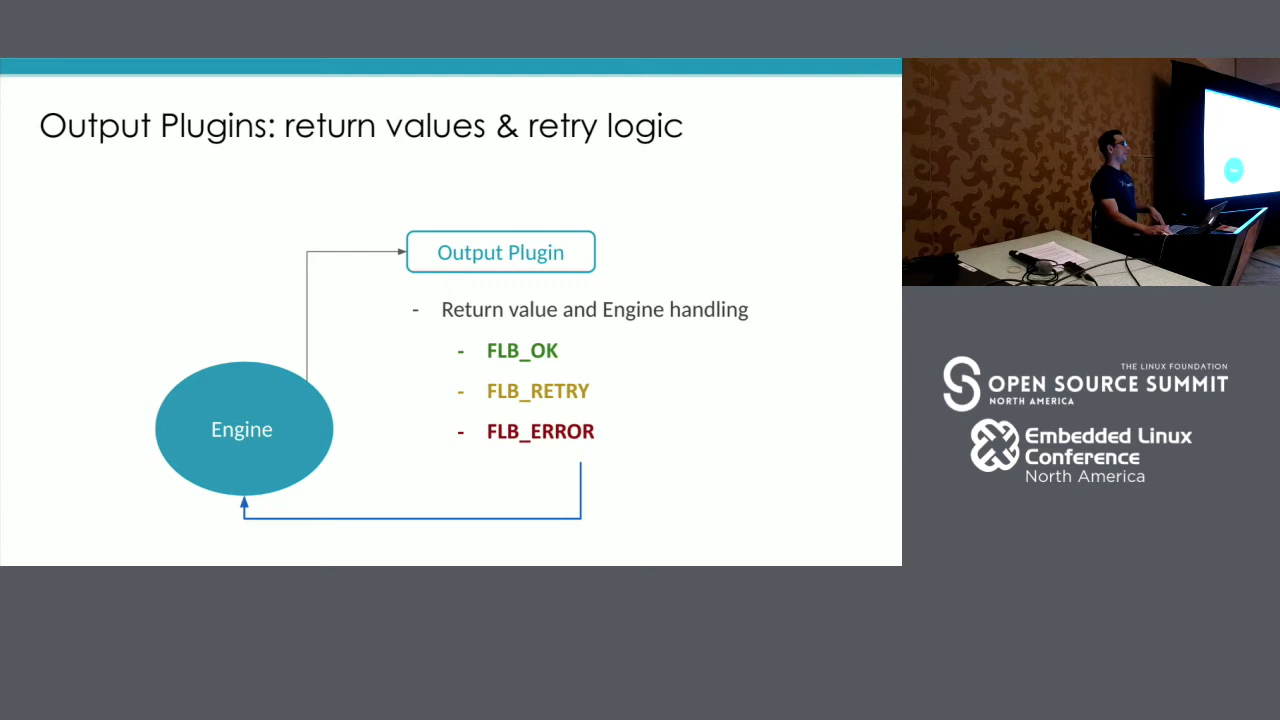 Output Plugins: return values & retry logic
Output Plugin
- Return value and Engine handling
- FLB_OK
- FLB_RETRY
- FLB_ERROR
Engine
THE LINUX FOUNDATION
OPEN SOURCE SUMMIT
NORTH AMERICA
Embedded Linux
Conference
North America